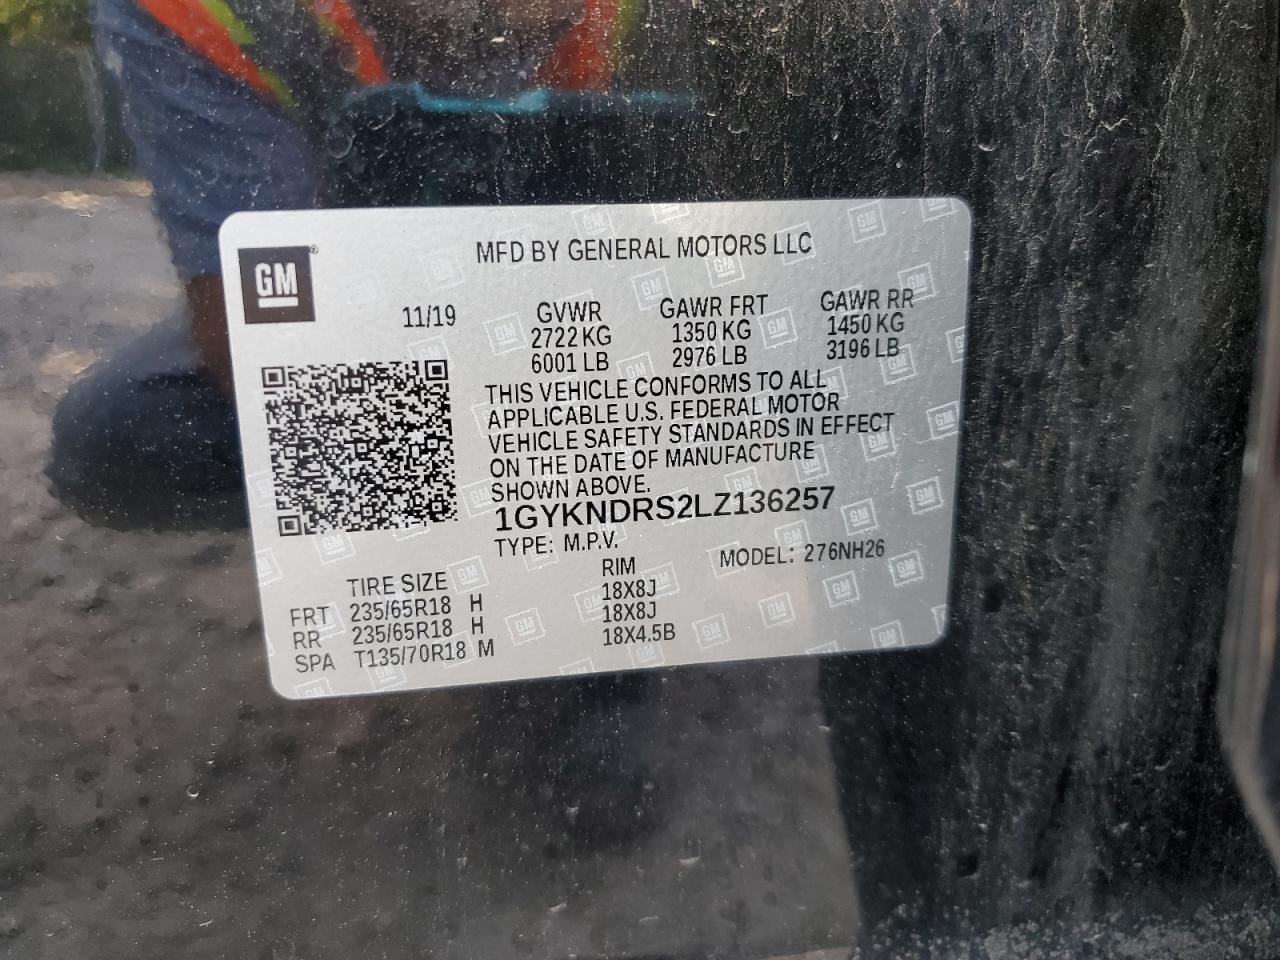 MFD BY GENERAL MOTORS LLC
GM
11/19 GVWR GAWR FRT GAWR RR
2722 KG 1350 KG 1450 KG
6001 LB 2976 LB 3196 LB
THIS VEHICLE CONFORMS TO ALL
APPLICABLE U.S. FEDERAL MOTOR
VEHICLE SAFETY STANDARDS IN EFFECT
ON THE DATE OF MANUFACTURE
SHOWN ABOVE.
1GYKNDRS2LZ136257
TYPE: M.P.V. MODEL: 276NH26
TIRE SIZE RIM
FRT 235/65R18 H 18X8J
RR 235/65R18 H 18X8J
SPA T135/70R18 M 18X4.5B